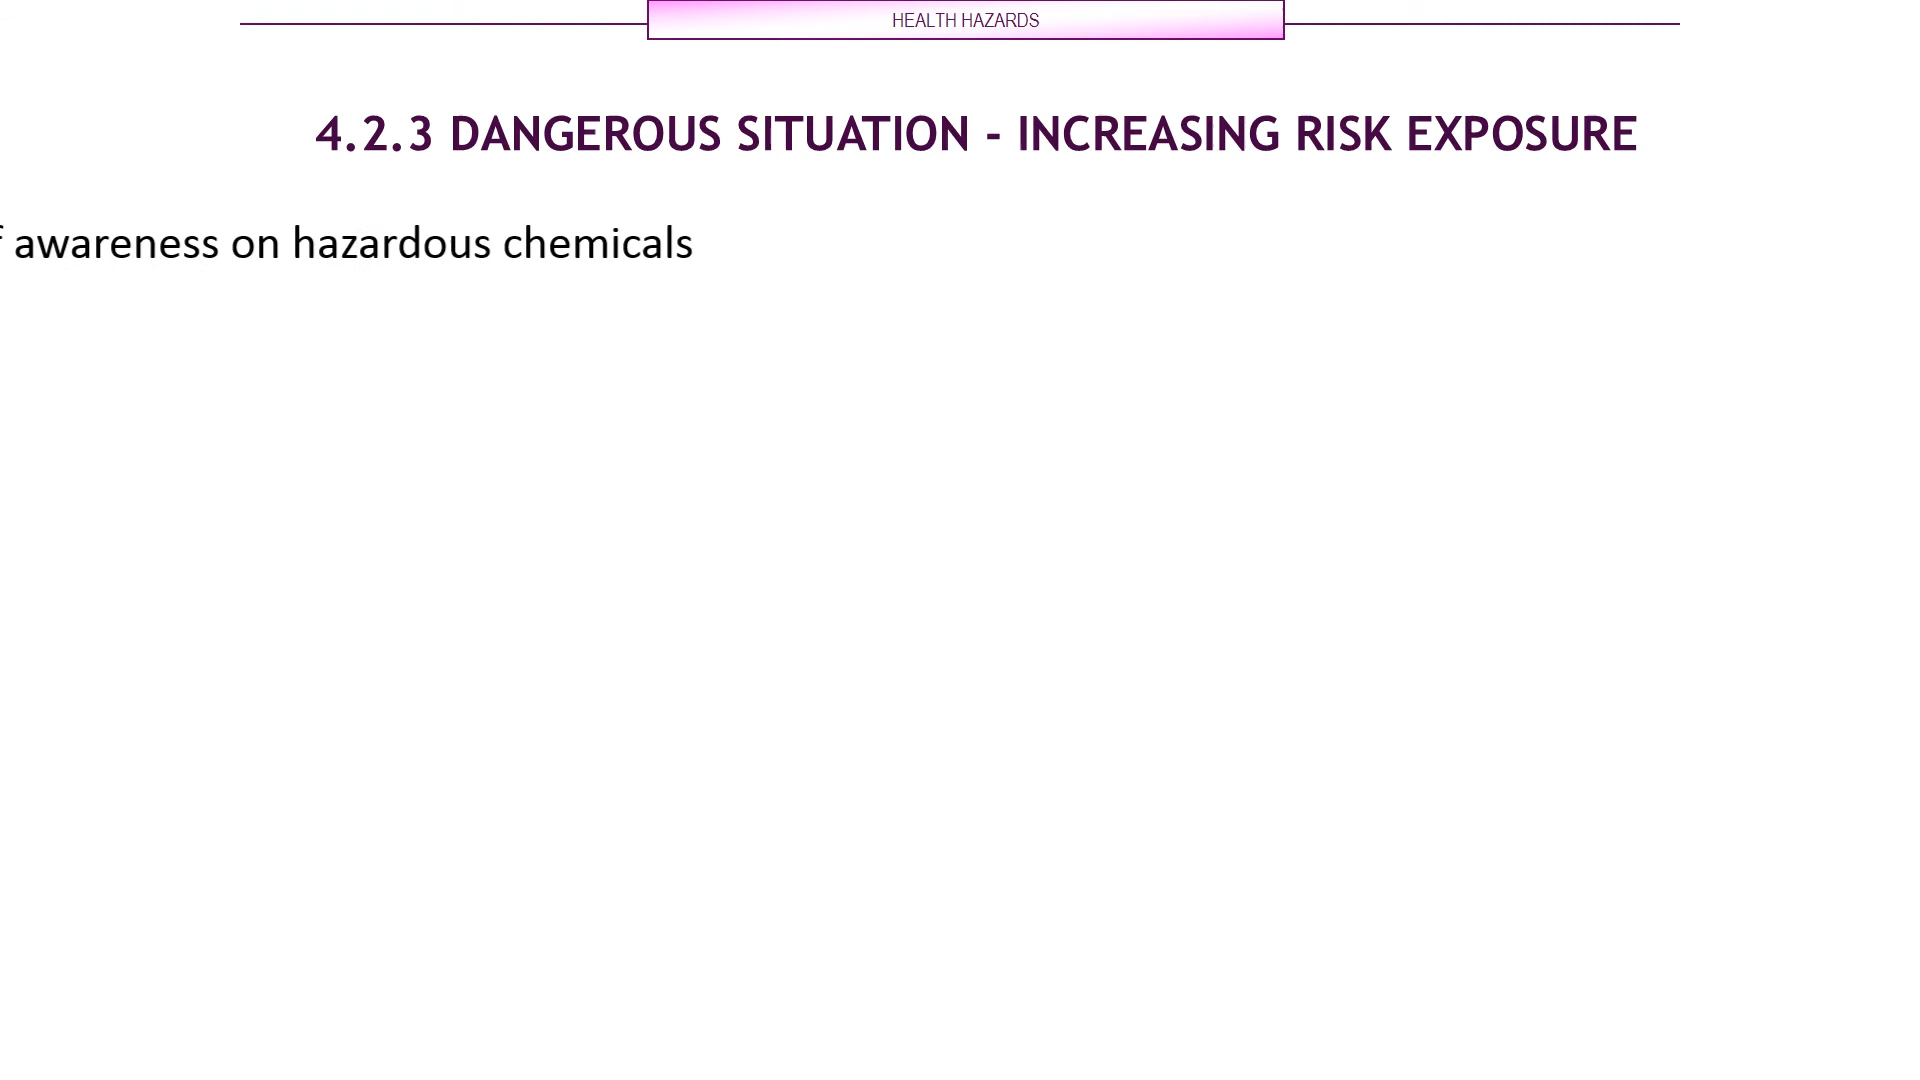 HEALTH HAZARDS
4.2.3 DANGEROUS SITUATION - INCREASING RISK EXPOSURE
awareness on hazardous chemicals